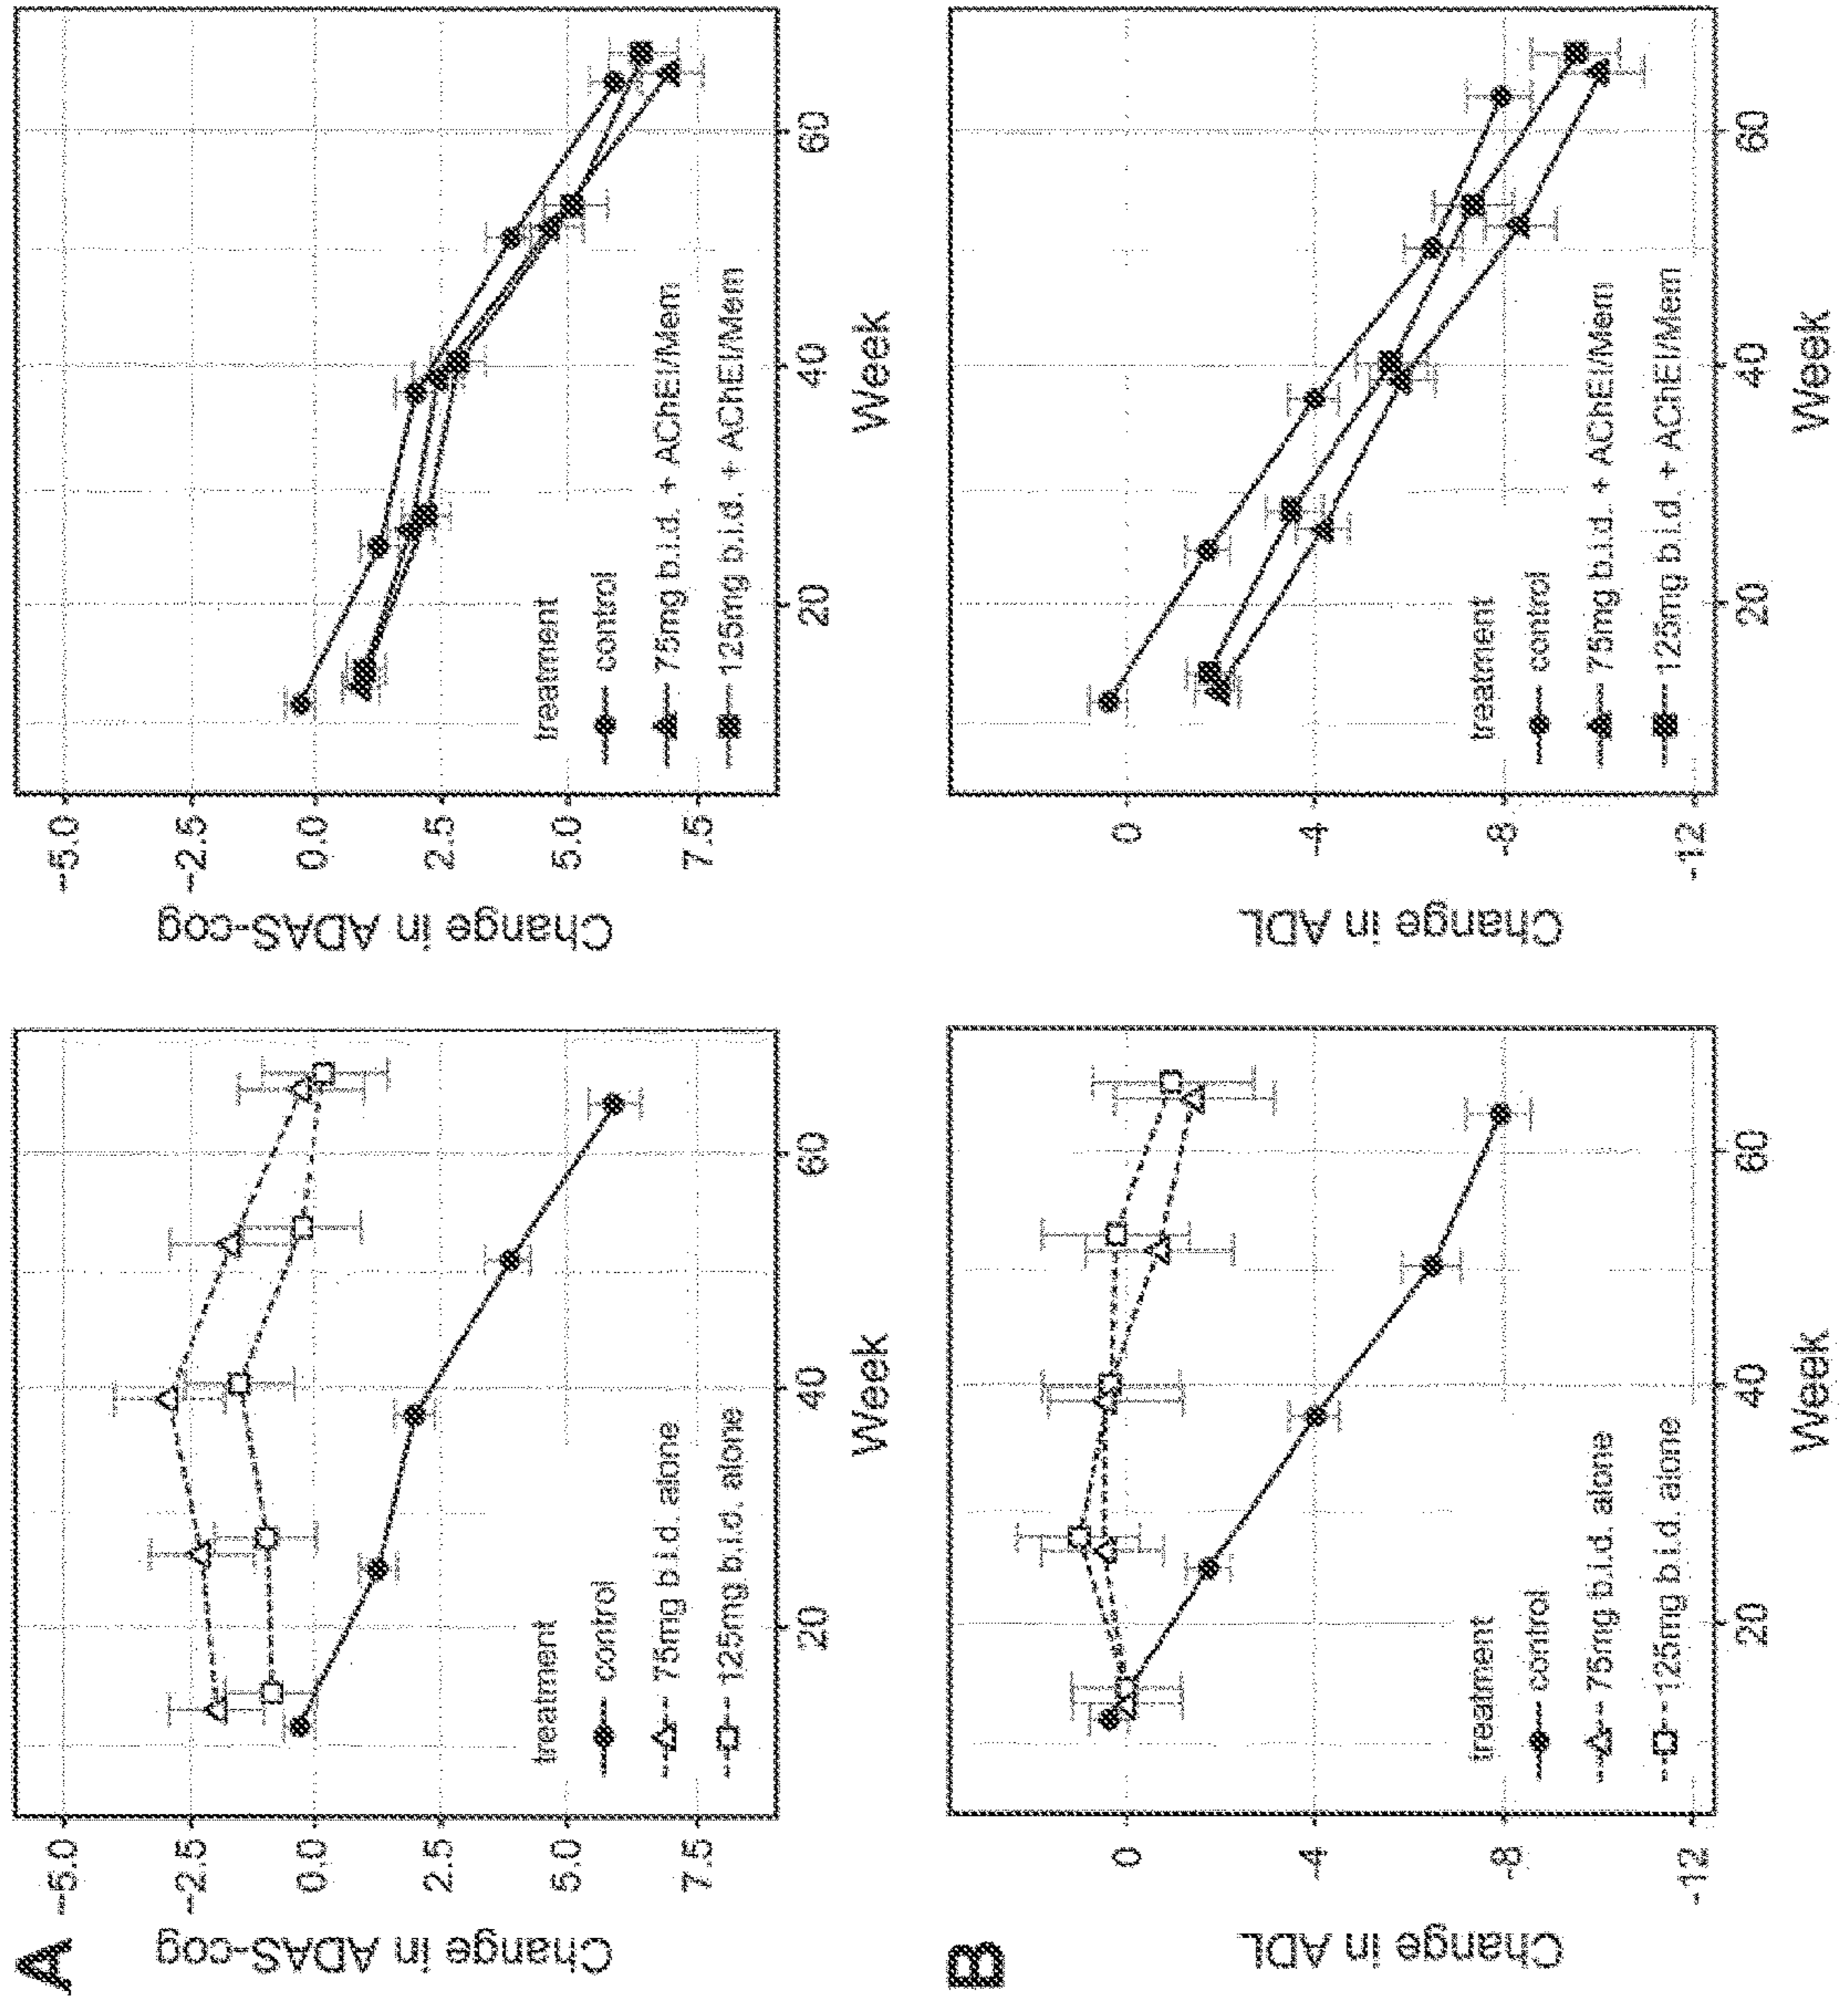 A
Change in ADAS-cog
-5.0
-2.5
0.0
2.5
5.0
7.5
treatment
control
75mg b.i.d. alone
125mg b.i.d. alone
20
40
60
Week
Change in ADAS-cog
-5.0
-2.5
0.0
2.5
5.0
7.5
treatment
control
75mg b.i.d. + AChEI/Mem
125mg b.i.d. + AChEI/Mem
20
40
60
Week
B
Change in ADL
0
-4
-8
-12
treatment
control
75mg b.i.d. alone
125mg b.i.d. alone
20
40
60
Week
Change in ADL
0
-4
-8
-12
treatment
control
75mg b.i.d. + AChEI/Mem
125mg b.i.d. + AChEI/Mem
20
40
60
Week